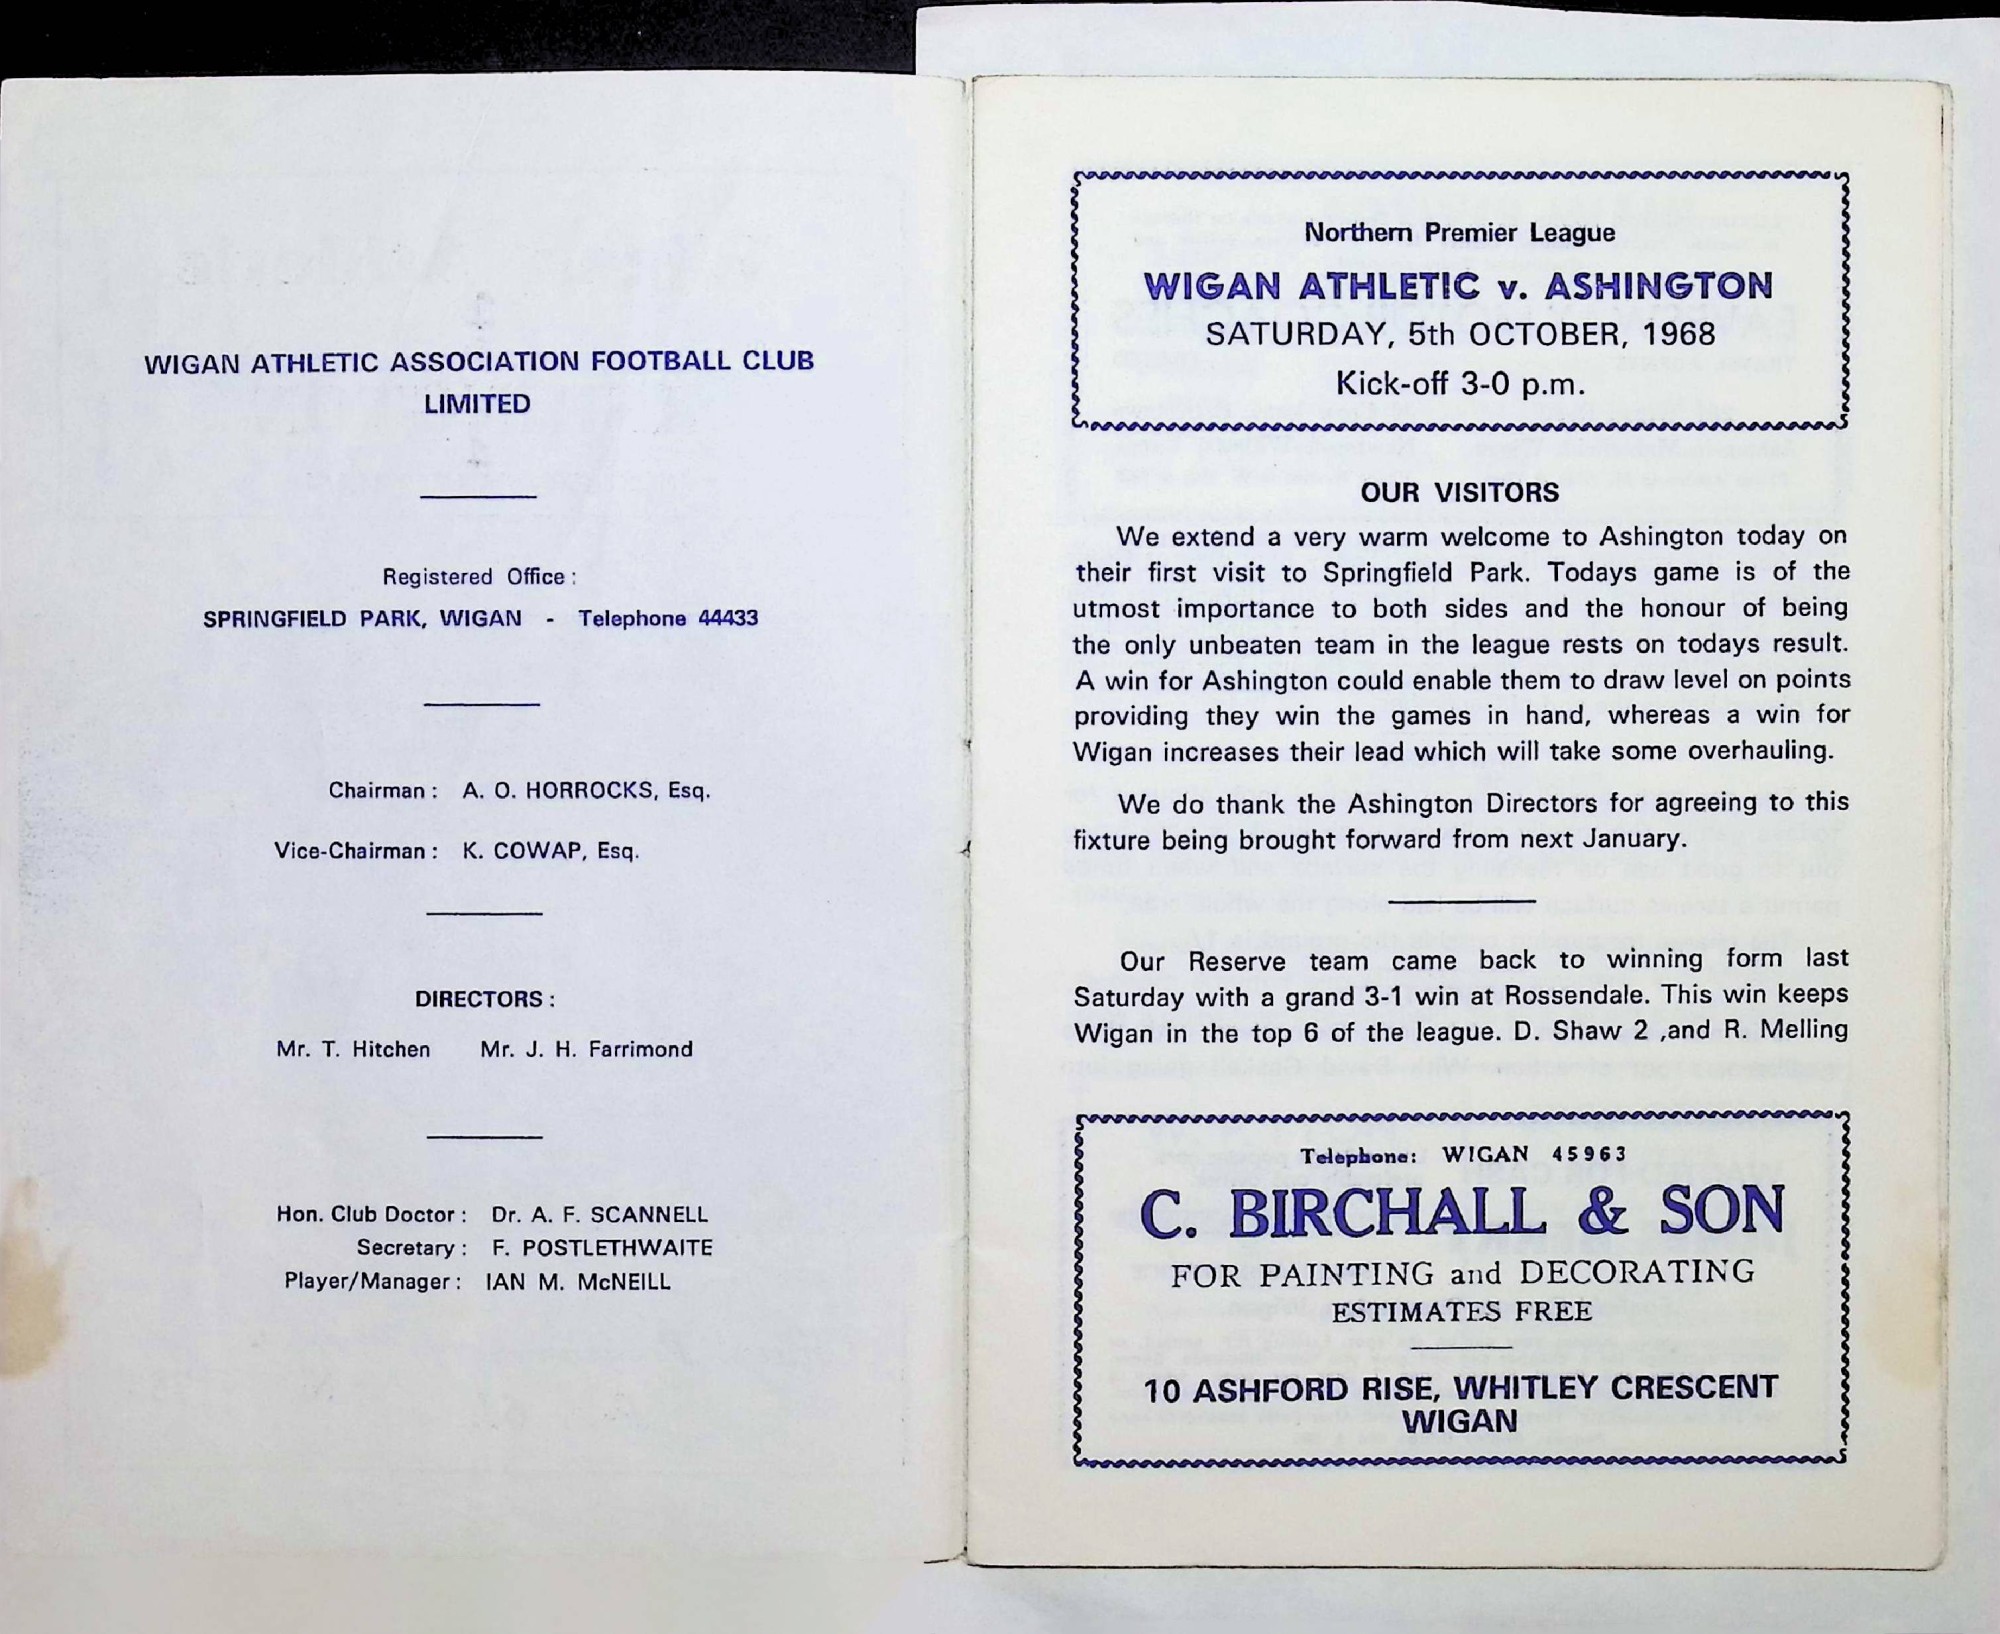 WIGAN ATHLETIC ASSOCIATION FOOTBALL CLUB
LIMITED
Registered Office :
SPRINGFIELD PARK, WIGAN - Telephone 44433
Chairman : A. O. HORROCKS, Esq.
Vice-Chairman : K. COWAP, Esq.
DIRECTORS :
Mr. T. Hitchen Mr. J. H. Farrimond
Hon. Club Doctor : Dr. A. F. SCANNELL
Secretary : F. POSTLETHWAITE
Player/Manager : IAN M. McNEILL
Northern Premier League
WIGAN ATHLETIC v. ASHINGTON
SATURDAY, 5th OCTOBER, 1968
Kick-off 3-0 p.m.
OUR VISITORS
We extend a very warm welcome to Ashington today on
their first visit to Springfield Park. Todays game is of the
utmost importance to both sides and the honour of being
the only unbeaten team in the league rests on todays result.
A win for Ashington could enable them to draw level on points
providing they win the games in hand, whereas a win for
Wigan increases their lead which will take some overhauling.
We do thank the Ashington Directors for agreeing to this
fixture being brought forward from next January.
Our Reserve team came back to winning form last
Saturday with a grand 3-1 win at Rossendale. This win keeps
Wigan in the top 6 of the league. D. Shaw 2 ,and R. Melling
Telephone: WIGAN 45963
C. BIRCHALL & SON
FOR PAINTING and DECORATING
ESTIMATES FREE
10 ASHFORD RISE, WHITLEY CRESCENT
WIGAN